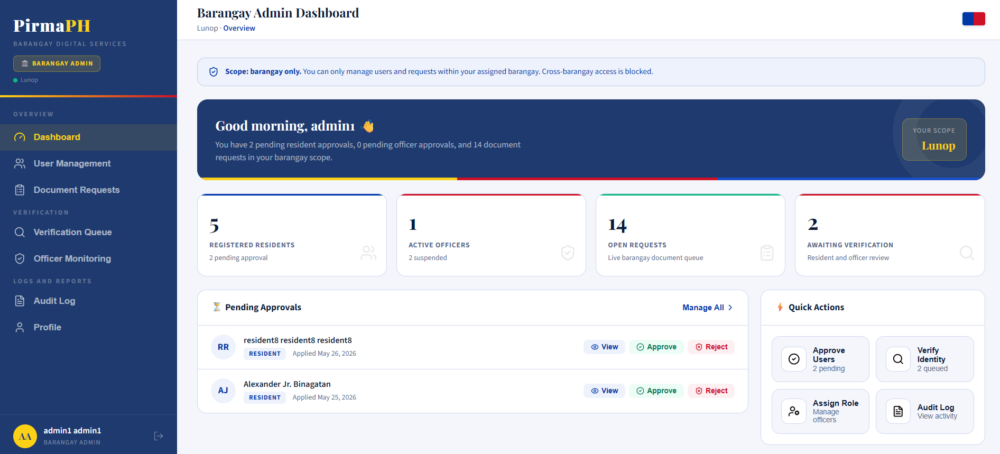 PirmaPH
BARANGAY DIGITAL SERVICES
BARANGAY ADMIN
Lunop
OVERVIEW
Dashboard
User Management
Document Requests
VERIFICATION
Verification Queue
Officer Monitoring
LOGS AND REPORTS
Audit Log
Profile
AA
admin1 admin1
BARANGAY ADMIN
Barangay Admin Dashboard
Lunop · Overview
Scope: barangay only. You can only manage users and requests within your assigned barangay. Cross-barangay access is blocked.
Good morning, admin1 👋
You have 2 pending resident approvals, 0 pending officer approvals, and 14 document
requests in your barangay scope.
YOUR SCOPE
Lunop
5
REGISTERED RESIDENTS
2 pending approval
1
ACTIVE OFFICERS
2 suspended
14
OPEN REQUESTS
Live barangay document queue
2
AWAITING VERIFICATION
Resident and officer review
Pending Approvals
Manage All
RR
resident8 resident8 resident8
RESIDENT Applied May 26, 2026
View Approve Reject
AJ
Alexander Jr. Binagatan
RESIDENT Applied May 25, 2026
View Approve Reject
Quick Actions
Approve
Users
2 pending
Verify
Identity
2 queued
Assign Role
Manage
officers
Audit Log
View activity